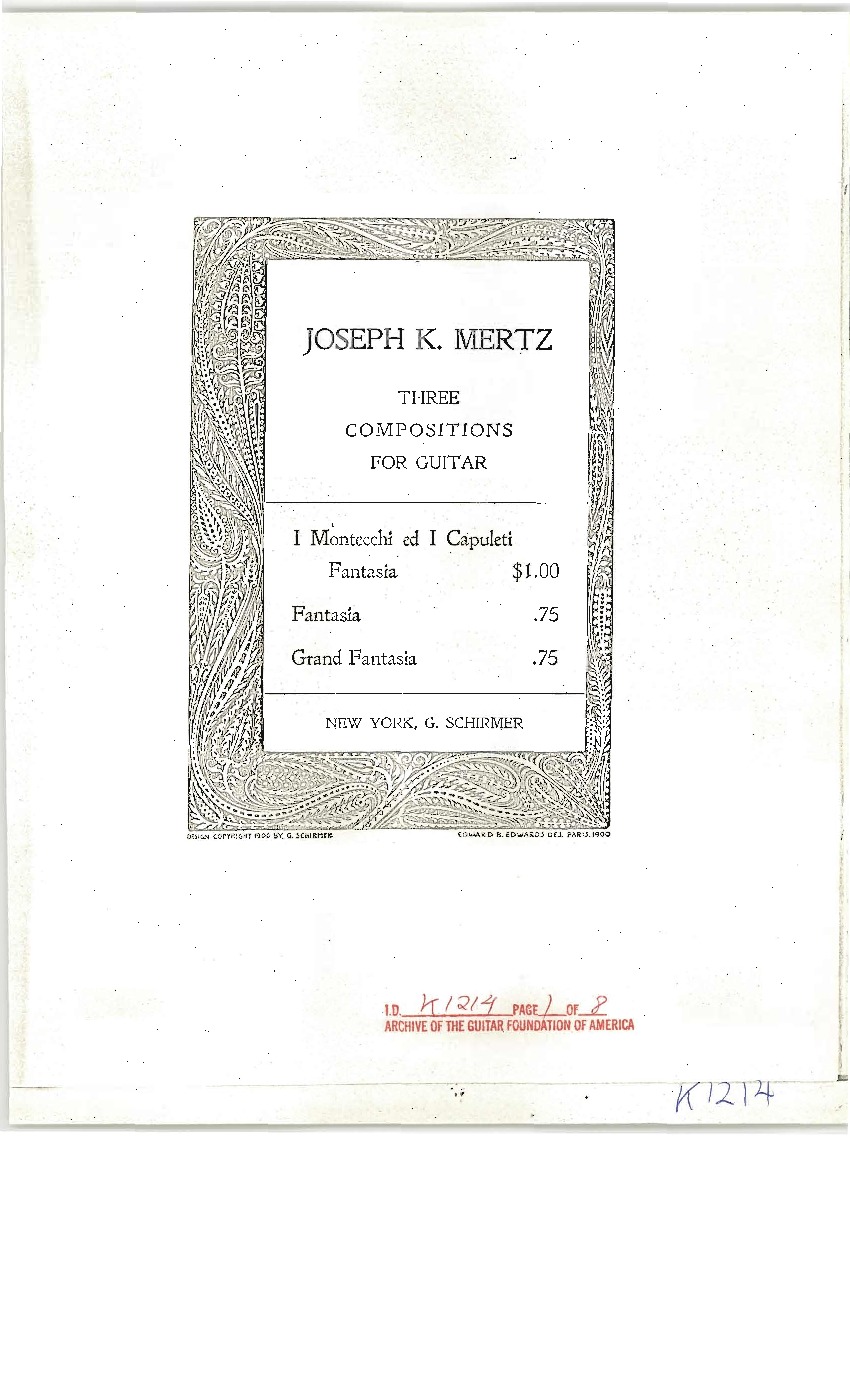 JOSEPH K. MERTZ
THREE
COMPOSITIONS
FOR GUITAR
I Montecchi ed I Capuleti
Fantasia $1.00
Fantasia .75
Grand Fantasia .75
NEW YORK, G. SCHIRMER
DESIGN COPYRIGHT 1900 BY G. SCHIRMER
EDWARD B. EDWARDS DEL. PARIS, 1900
I.D. K1214 PAGE 1 OF 8
ARCHIVE OF THE GUITAR FOUNDATION OF AMERICA
K1214